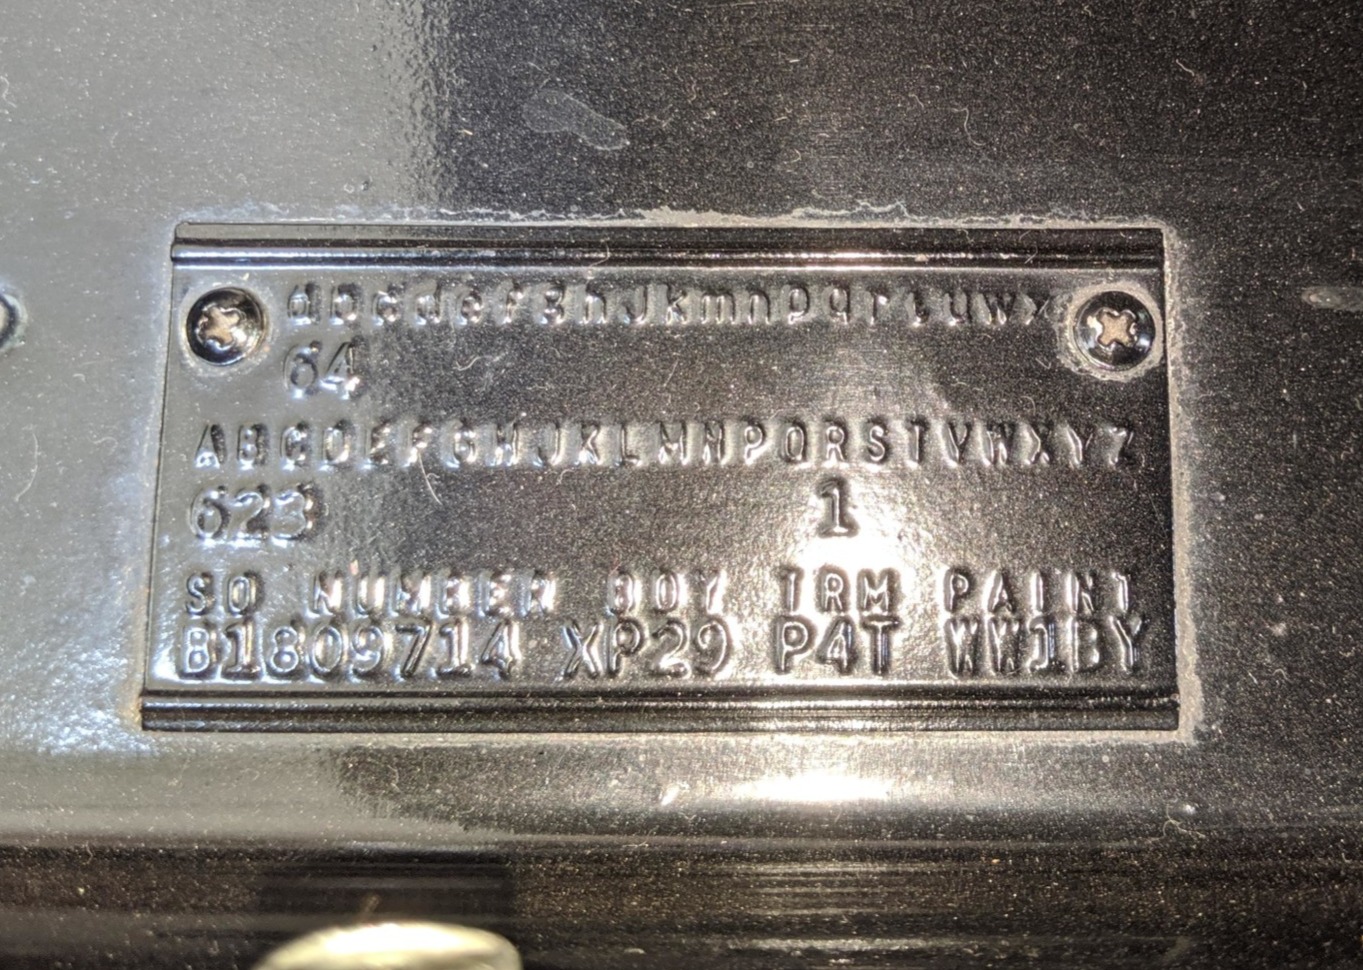 abcdefghJkmnpqrtuwx
64
ABCDEFGHJKLMNPQRSTVWXYZ
623 1
SO NUMBER BDY TRM PAINT
B1809714 XP29 P4T WW1BY